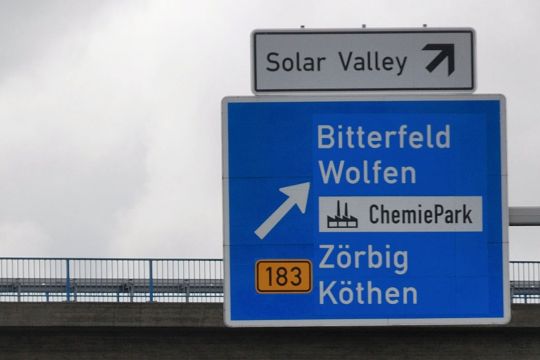 Solar Valley
Bitterfeld
Wolfen
ChemiePark
183
Zörbig
Köthen